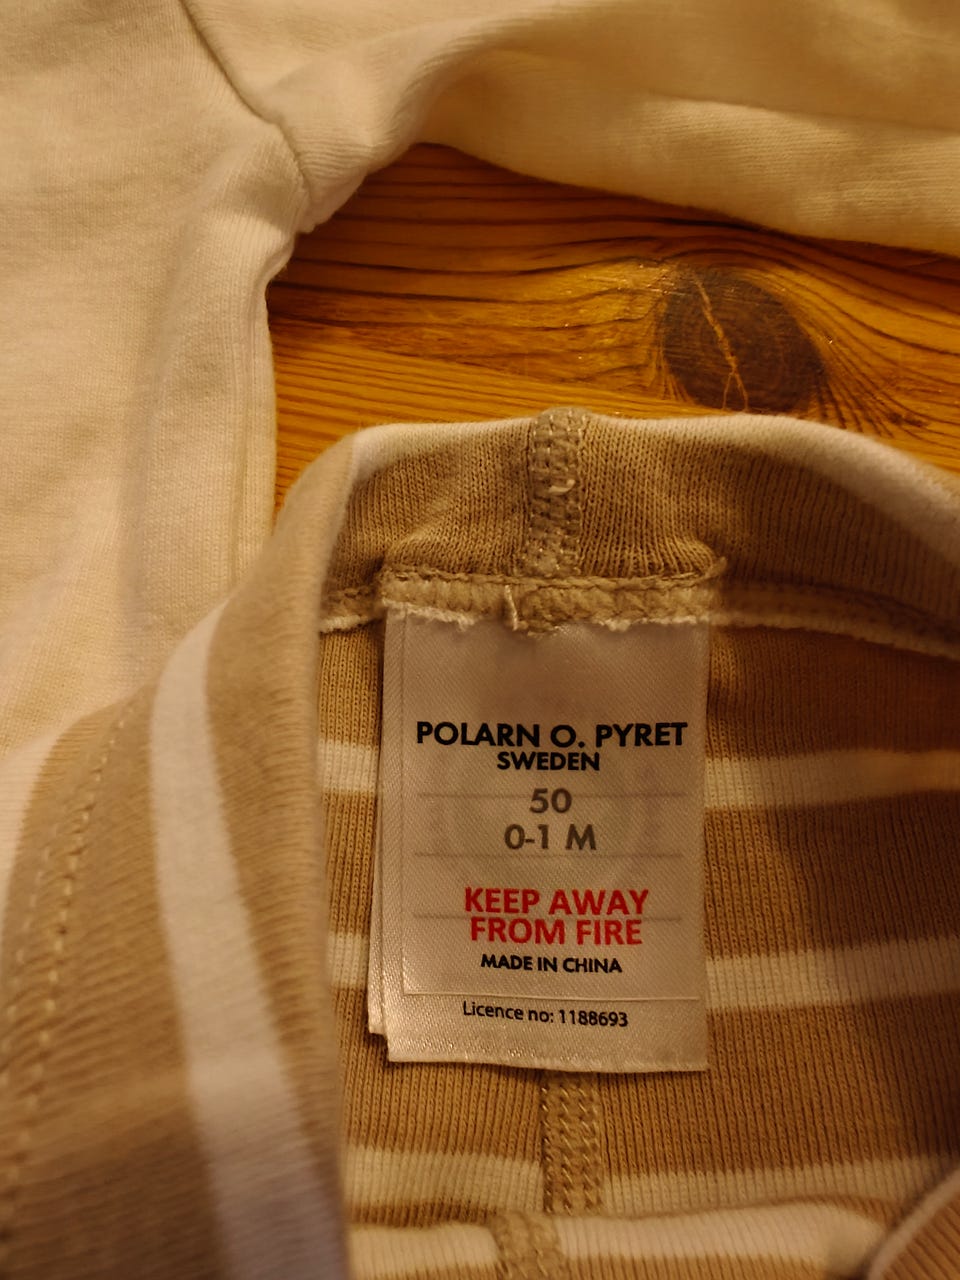 POLARN O. PYRET
SWEDEN
50
0-1 M
KEEP AWAY
FROM FIRE
MADE IN CHINA
Licence no: 1188693